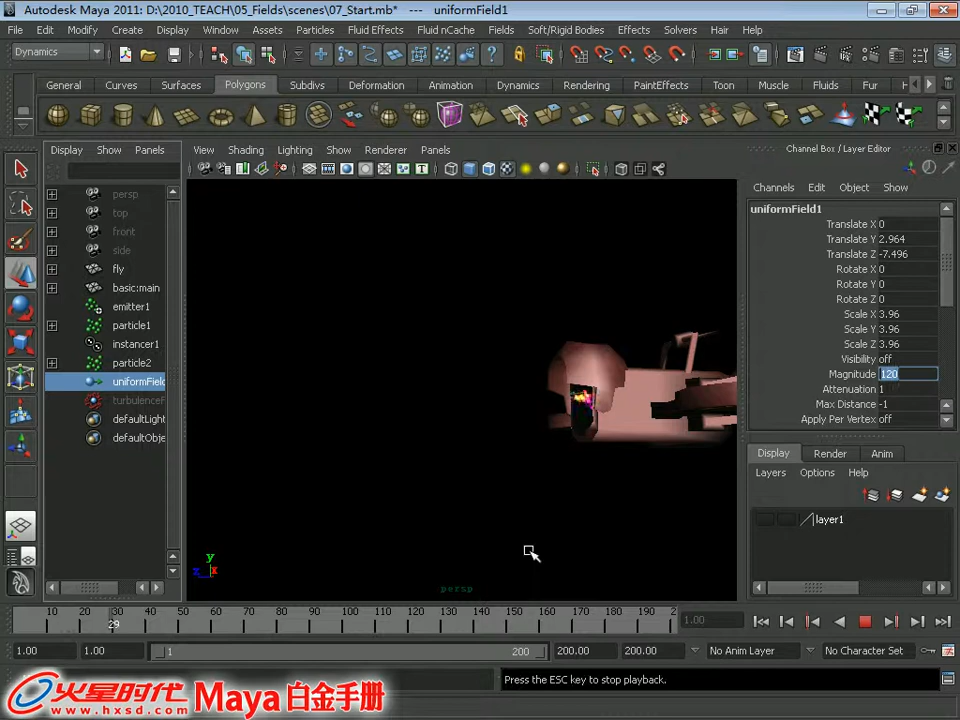 Autodesk Maya 2011: D:\2010_TEACH\05_Fields\scenes\07_Start.mb* --- uniformField1
File Edit Modify Create Display Window Assets Particles Fluid Effects Fluid nCache Fields Soft/Rigid Bodies Effects Solvers Hair Help
Dynamics
General Curves Surfaces Polygons Subdivs Deformation Animation Dynamics Rendering PaintEffects Toon Muscle Fluids Fur
Display Show Panels
View Shading Lighting Show Renderer Panels
Channel Box / Layer Editor
Channels Edit Object Show
persp
top
front
side
fly
basic:main
emitter1
particle1
instancer1
particle2
uniformFiel
turbulenceF
defaultLight
defaultObje
uniformField1
Translate X 0
Translate Y 2.964
Translate Z -7.496
Rotate X 0
Rotate Y 0
Rotate Z 0
Scale X 3.96
Scale Y 3.96
Scale Z 3.96
Visibility off
Magnitude 120
Attenuation 1
Max Distance -1
Apply Per Vertex off
Display Render Anim
Layers Options Help
layer1
y
z x
persp
10 20 30 40 50 60 70 80 90 100 110 120 130 140 150 160 170 180 190 2
29
1.00
1.00 1.00 1 200 200.00 200.00 No Anim Layer No Character Set
Press the ESC key to stop playback.
火星时代 Maya 白金手册
www.hxsd.com